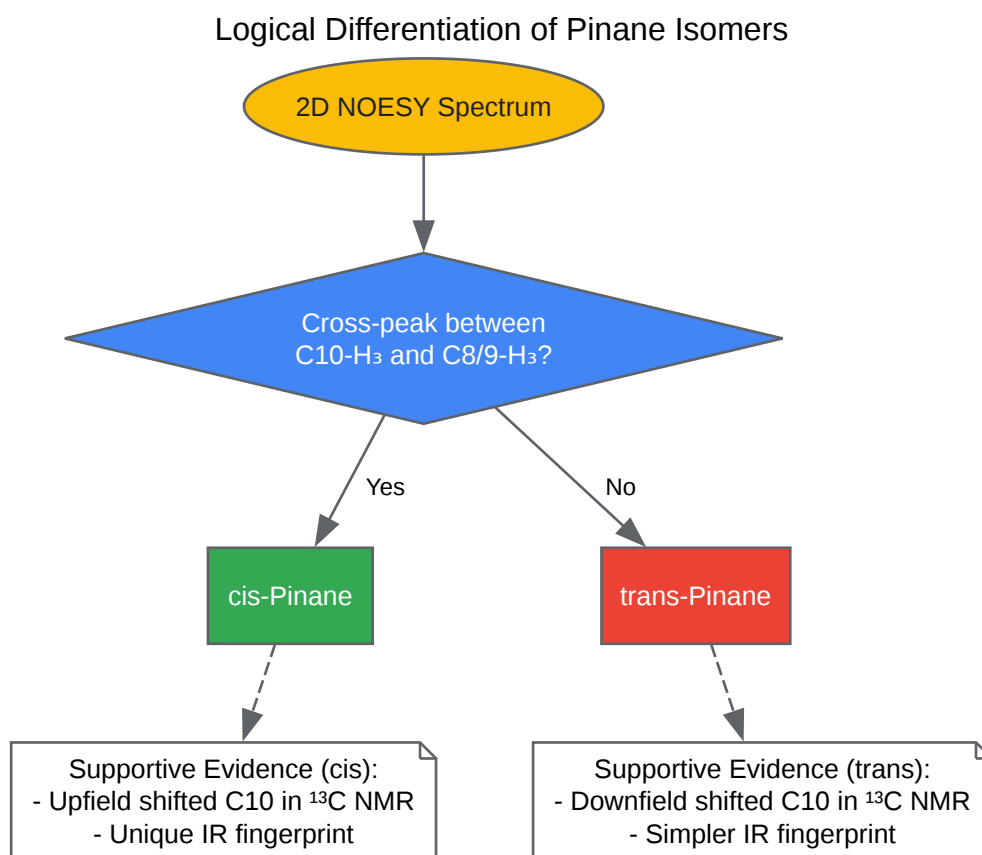 Logical Differentiation of Pinane Isomers
2D NOESY Spectrum
Cross-peak between
C10-H₃ and C8/9-H₃?
Yes
No
cis-Pinane
trans-Pinane
Supportive Evidence (cis):
- Upfield shifted C10 in ¹³C NMR
- Unique IR fingerprint
Supportive Evidence (trans):
- Downfield shifted C10 in ¹³C NMR
- Simpler IR fingerprint